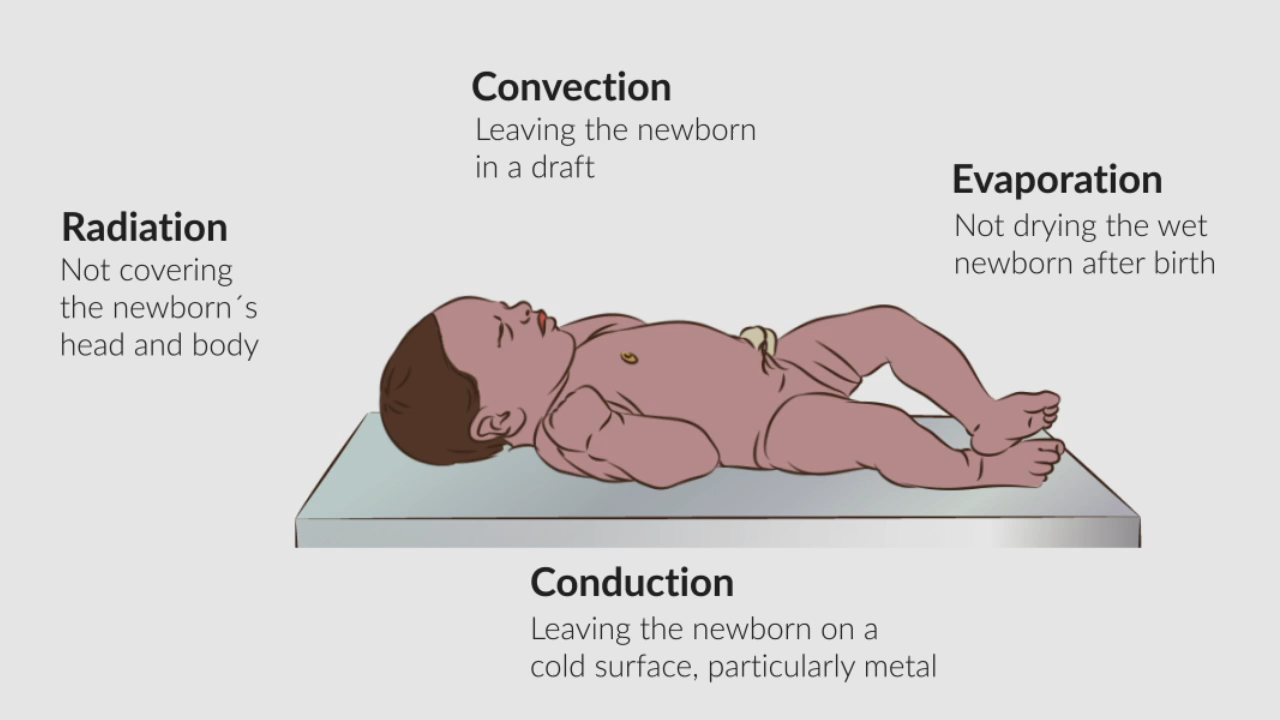 Convection
Leaving the newborn
in a draft
Evaporation
Not drying the wet
newborn after birth
Radiation
Not covering
the newborn´s
head and body
Conduction
Leaving the newborn on a
cold surface, particularly metal